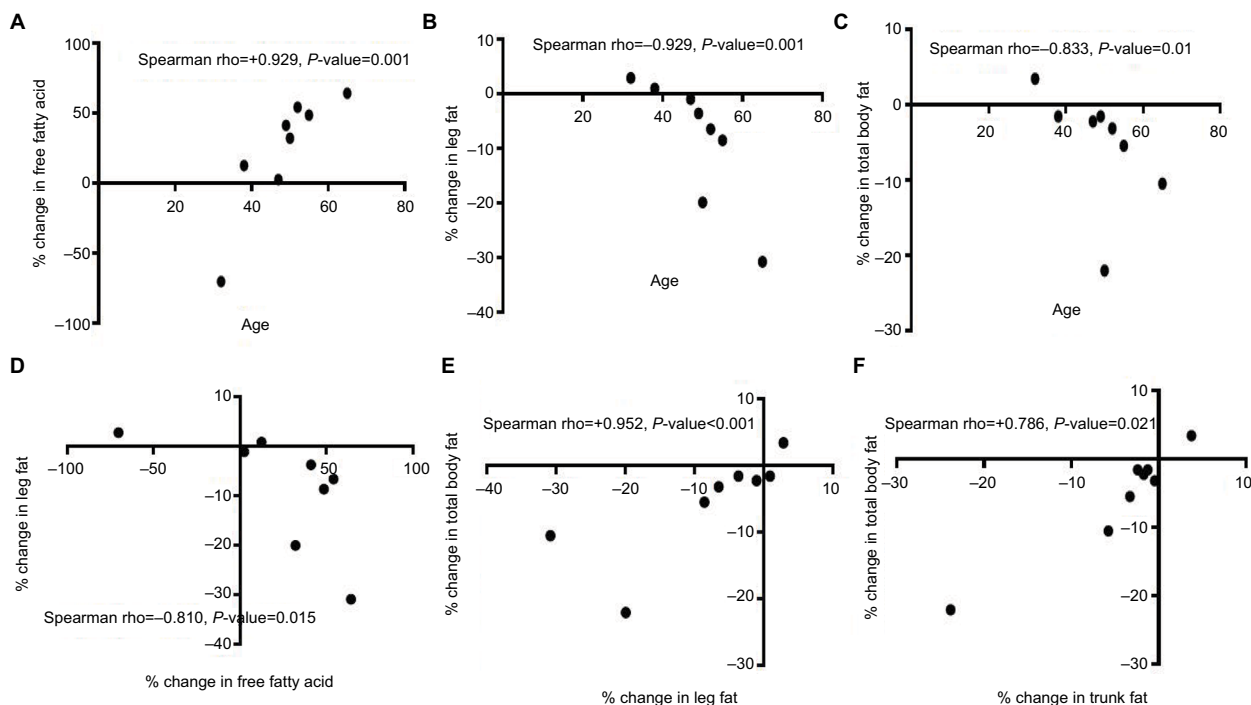 A
Spearman rho=+0.929, P-value=0.001
% change in free fatty acid
100
50
0
–50
–100
20
40
60
80
Age
B
Spearman rho=–0.929, P-value=0.001
% change in leg fat
10
0
–10
–20
–30
–40
20
40
60
80
Age
C
Spearman rho=–0.833, P-value=0.01
% change in total body fat
10
0
–10
–20
–30
20
40
60
80
Age
D
Spearman rho=–0.810, P-value=0.015
% change in leg fat
10
–10
–20
–30
–40
–100
–50
50
100
% change in free fatty acid
E
Spearman rho=+0.952, P-value<0.001
% change in total body fat
10
–10
–20
–30
–40
–30
–20
–10
10
% change in leg fat
F
Spearman rho=+0.786, P-value=0.021
% change in total body fat
10
–10
–20
–30
–30
–20
–10
10
% change in trunk fat